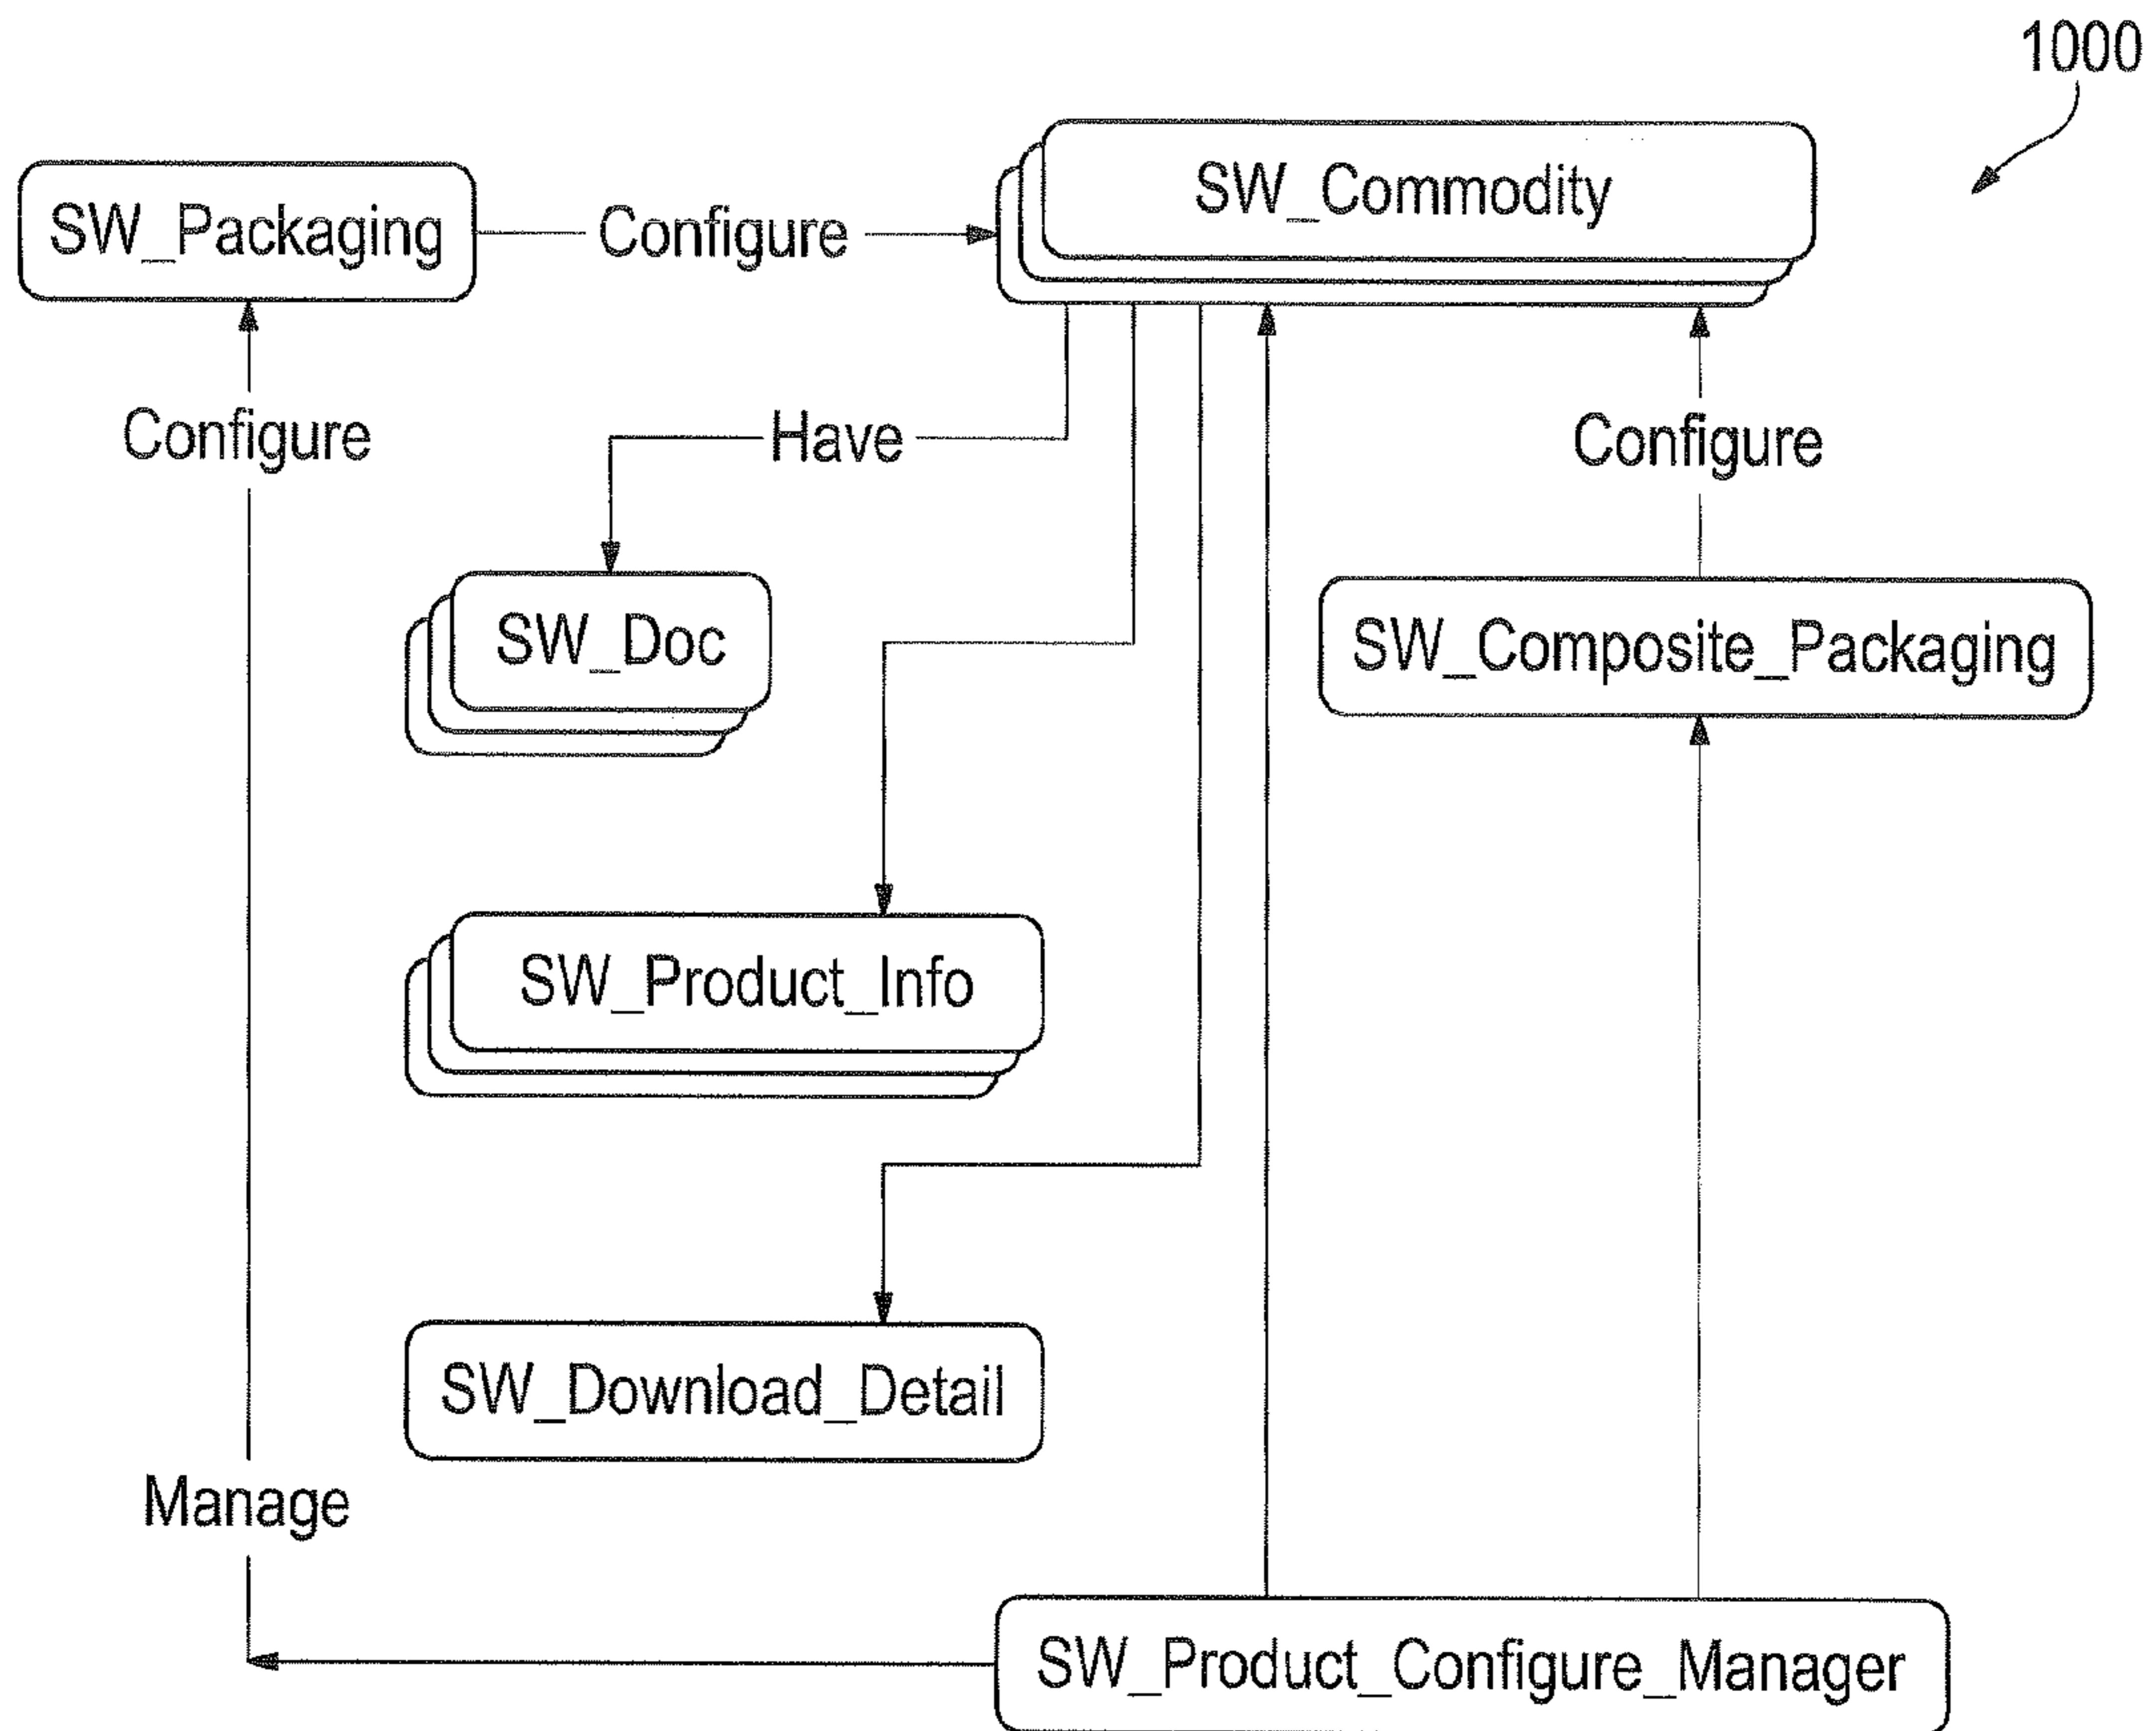 1000
SW_Commodity
SW_Packaging
Configure
Configure
Have
Configure
SW_Doc
SW_Composite_Packaging
SW_Product_Info
SW_Download_Detail
Manage
SW_Product_Configure_Manager